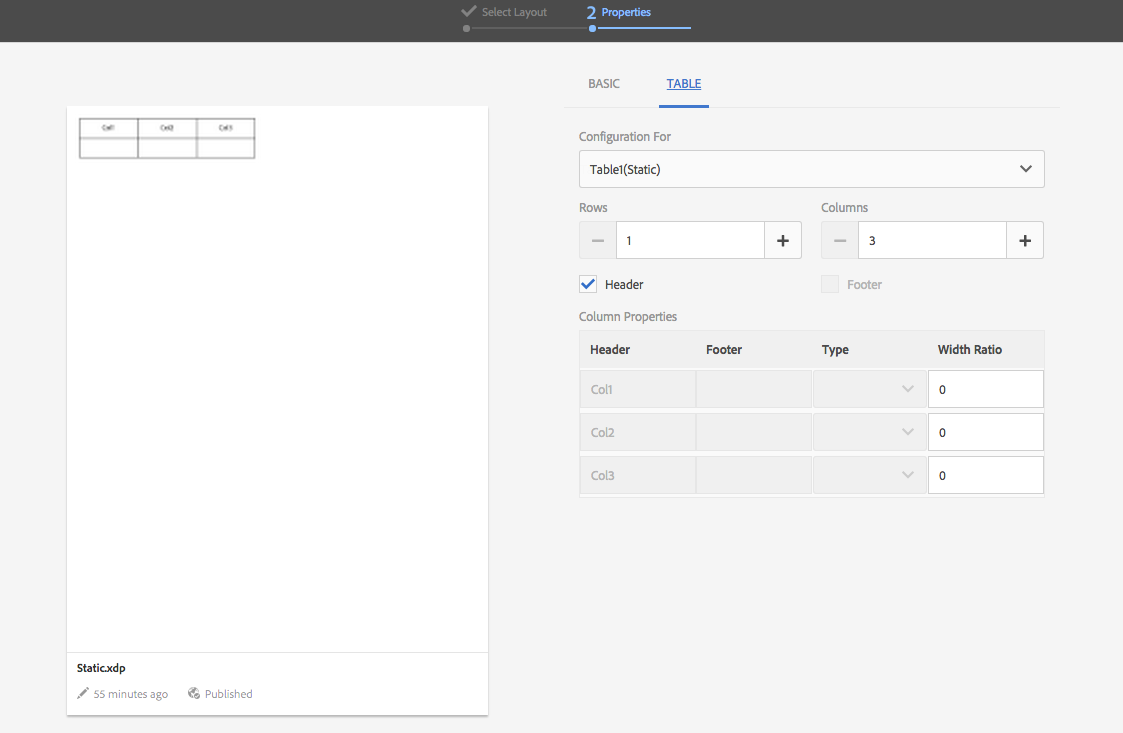 Select Layout
2 Properties
BASIC
TABLE
Col1 Col2 Col3
Configuration For
Table1(Static)
Rows
Columns
1
3
Header
Footer
Column Properties
Header Footer Type Width Ratio
Col1 0
Col2 0
Col3 0
Static.xdp
55 minutes ago Published